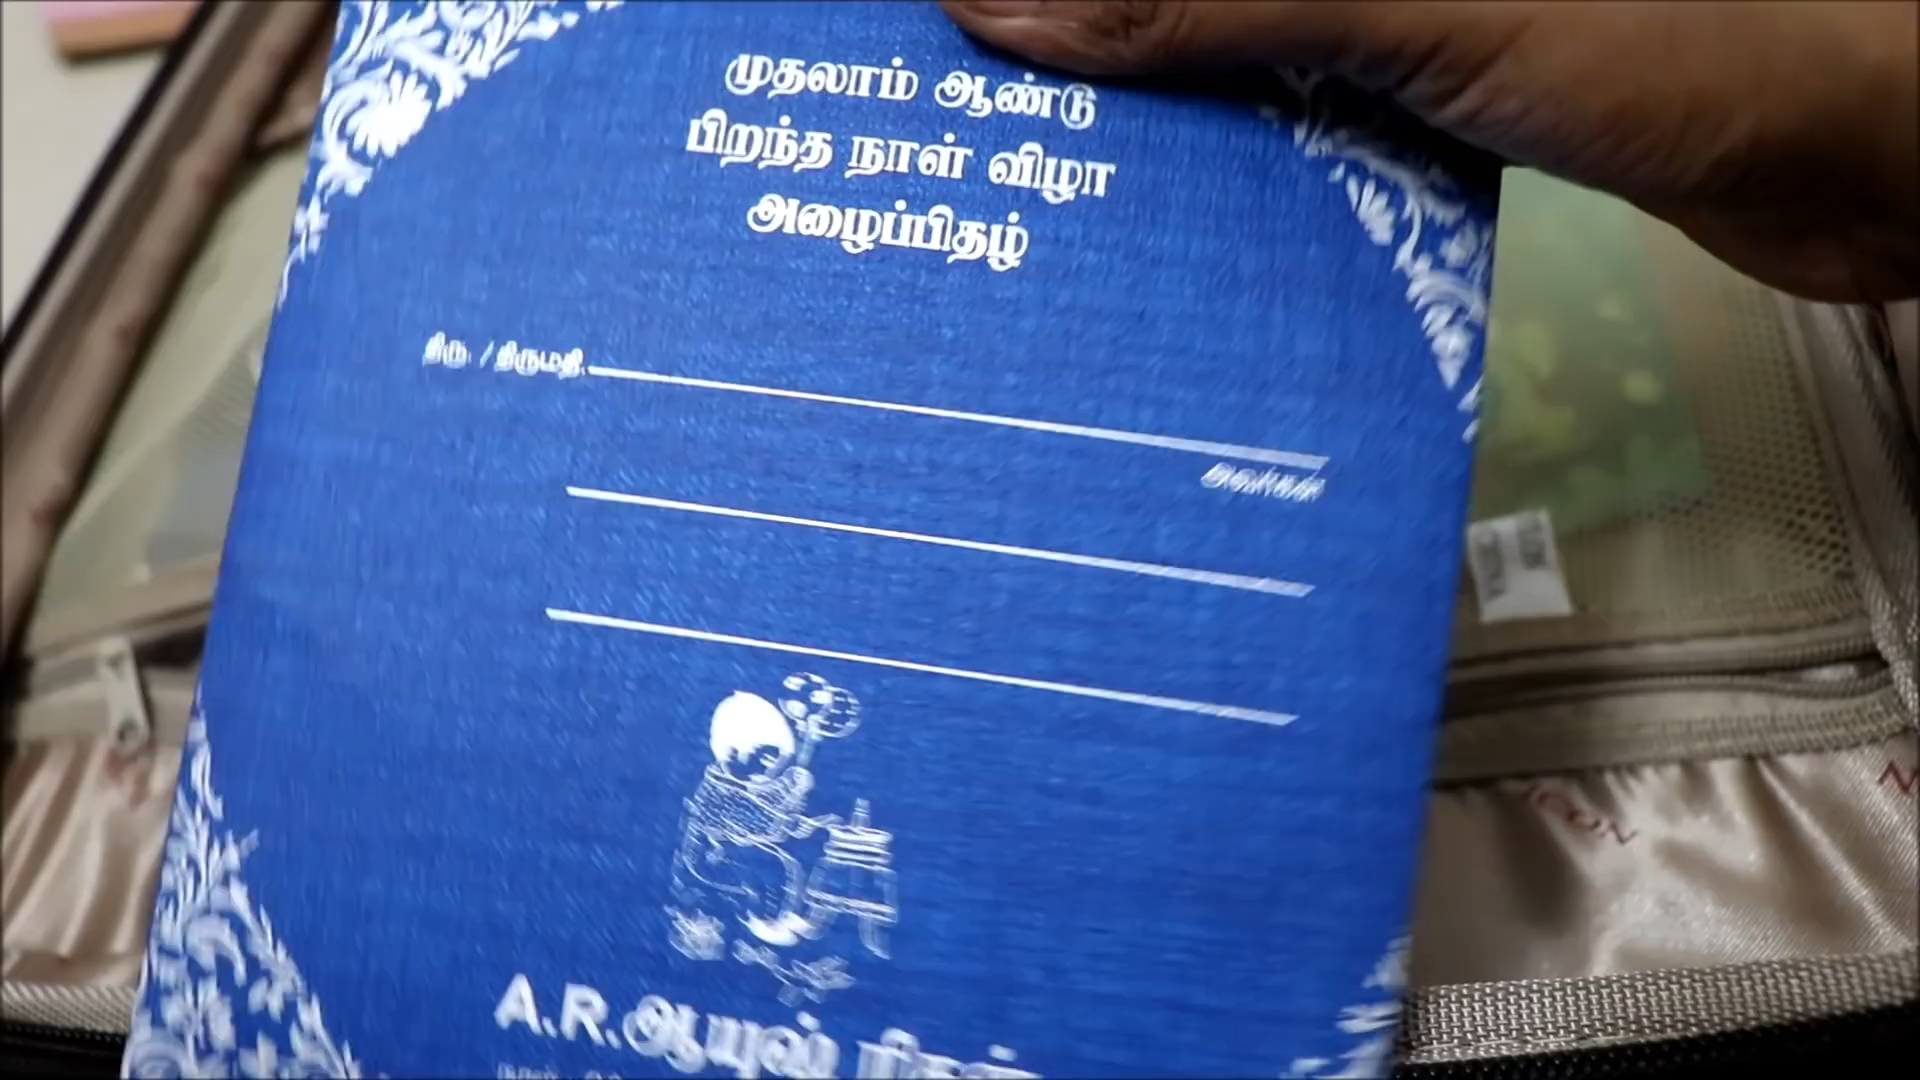 முதலாம் ஆண்டு
பிறந்த நாள் விழா
அழைப்பிதழ்
திரு. / திருமதி.
அவர்கள்
A.R.ஆயுஷ்